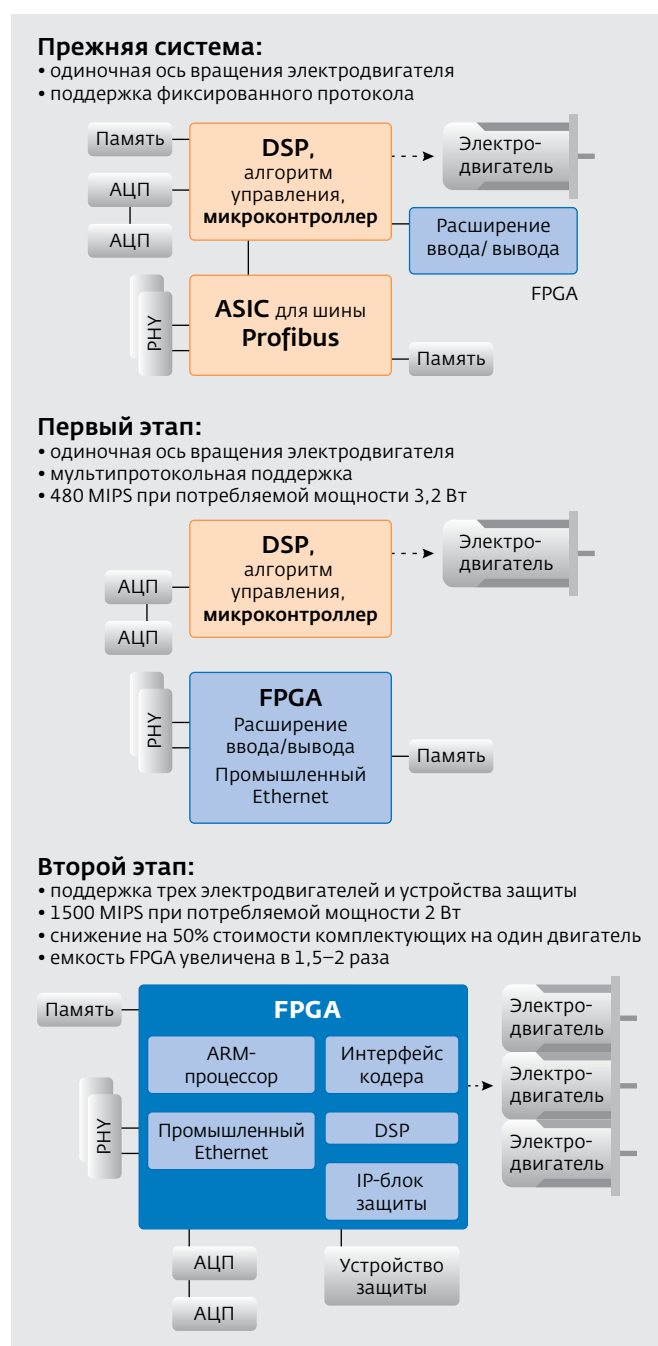 Прежняя система:
• одиночная ось вращения электродвигателя
• поддержка фиксированного протокола
Память
DSP,
алгоритм
управления,
микроконтроллер
Электро-
двигатель
АЦП
АЦП
Расширение
ввода/ вывода
FPGA
PHY
ASIC для шины
Profibus
Память
Первый этап:
• одиночная ось вращения электродвигателя
• мультипротокольная поддержка
• 480 MIPS при потребляемой мощности 3,2 Вт
DSP,
алгоритм
управления,
микроконтроллер
Электро-
двигатель
АЦП
АЦП
PHY
FPGA
Расширение
ввода/вывода
Промышленный
Ethernet
Память
Второй этап:
• поддержка трех электродвигателей и устройства защиты
• 1500 MIPS при потребляемой мощности 2 Вт
• снижение на 50% стоимости комплектующих на один двигатель
• емкость FPGA увеличена в 1,5–2 раза
Память
FPGA
ARM-
процессор
Интерфейс
кодера
PHY
Промышленный
Ethernet
DSP
IP-блок
защиты
Электро-
двигатель
Электро-
двигатель
Электро-
двигатель
АЦП
АЦП
Устройство
защиты